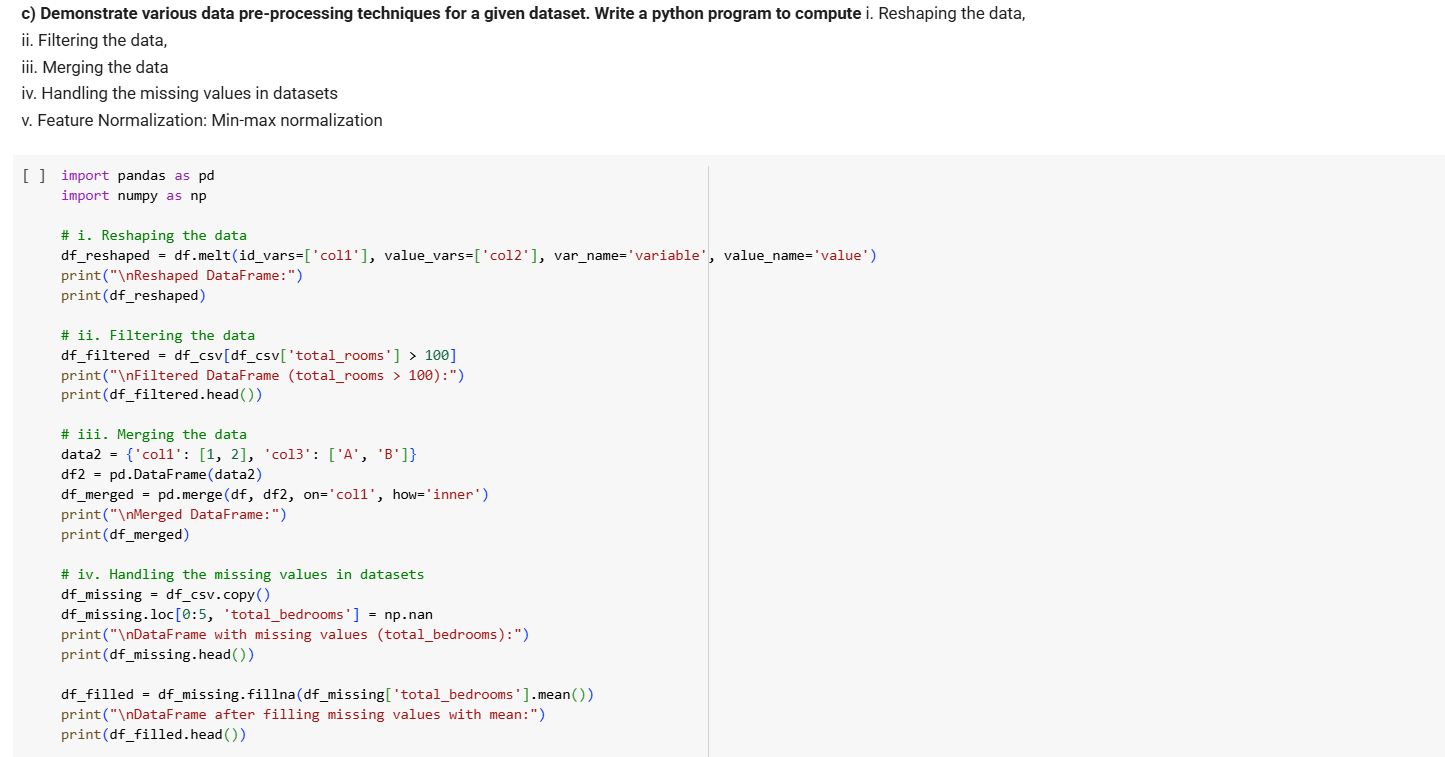 c) Demonstrate various data pre-processing techniques for a given dataset. Write a python program to compute i. Reshaping the data,
ii. Filtering the data,
iii. Merging the data
iv. Handling the missing values in datasets
v. Feature Normalization: Min-max normalization
[ ] import pandas as pd
import numpy as np
# i. Reshaping the data
df_reshaped = df.melt(id_vars=['col1'], value_vars=['col2'], var_name='variable', value_name='value')
print("\nReshaped DataFrame:")
print(df_reshaped)
# ii. Filtering the data
df_filtered = df_csv[df_csv['total_rooms'] > 100]
print("\nFiltered DataFrame (total_rooms > 100):")
print(df_filtered.head())
# iii. Merging the data
data2 = {'col1': [1, 2], 'col3': ['A', 'B']}
df2 = pd.DataFrame(data2)
df_merged = pd.merge(df, df2, on='col1', how='inner')
print("\nMerged DataFrame:")
print(df_merged)
# iv. Handling the missing values in datasets
df_missing = df_csv.copy()
df_missing.loc[0:5, 'total_bedrooms'] = np.nan
print("\nDataFrame with missing values (total_bedrooms):")
print(df_missing.head())
df_filled = df_missing.fillna(df_missing['total_bedrooms'].mean())
print("\nDataFrame after filling missing values with mean:")
print(df_filled.head())